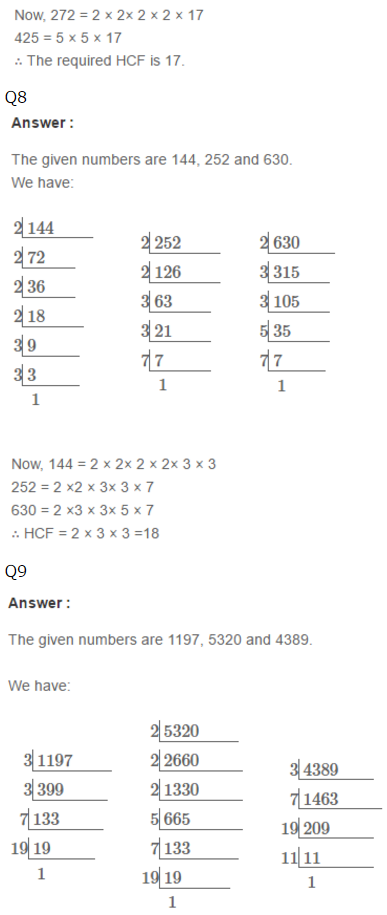 Now, 272 = 2 × 2× 2 × 2 × 17
425 = 5 × 5 × 17
∴ The required HCF is 17.
Q8
Answer :
The given numbers are 144, 252 and 630.
We have:
2 144
2 72
2 36
2 18
3 9
3 3
1
2 252
2 126
3 63
3 21
7 7
1
2 630
3 315
3 105
5 35
7 7
1
Now, 144 = 2 × 2× 2 × 2× 3 × 3
252 = 2 ×2 × 3× 3 × 7
630 = 2 ×3 × 3× 5 × 7
∴ HCF = 2 × 3 × 3 =18
Q9
Answer :
The given numbers are 1197, 5320 and 4389.
We have:
3 1197
3 399
7 133
19 19
1
2 5320
2 2660
2 1330
5 665
7 133
19 19
1
3 4389
7 1463
19 209
11 11
1